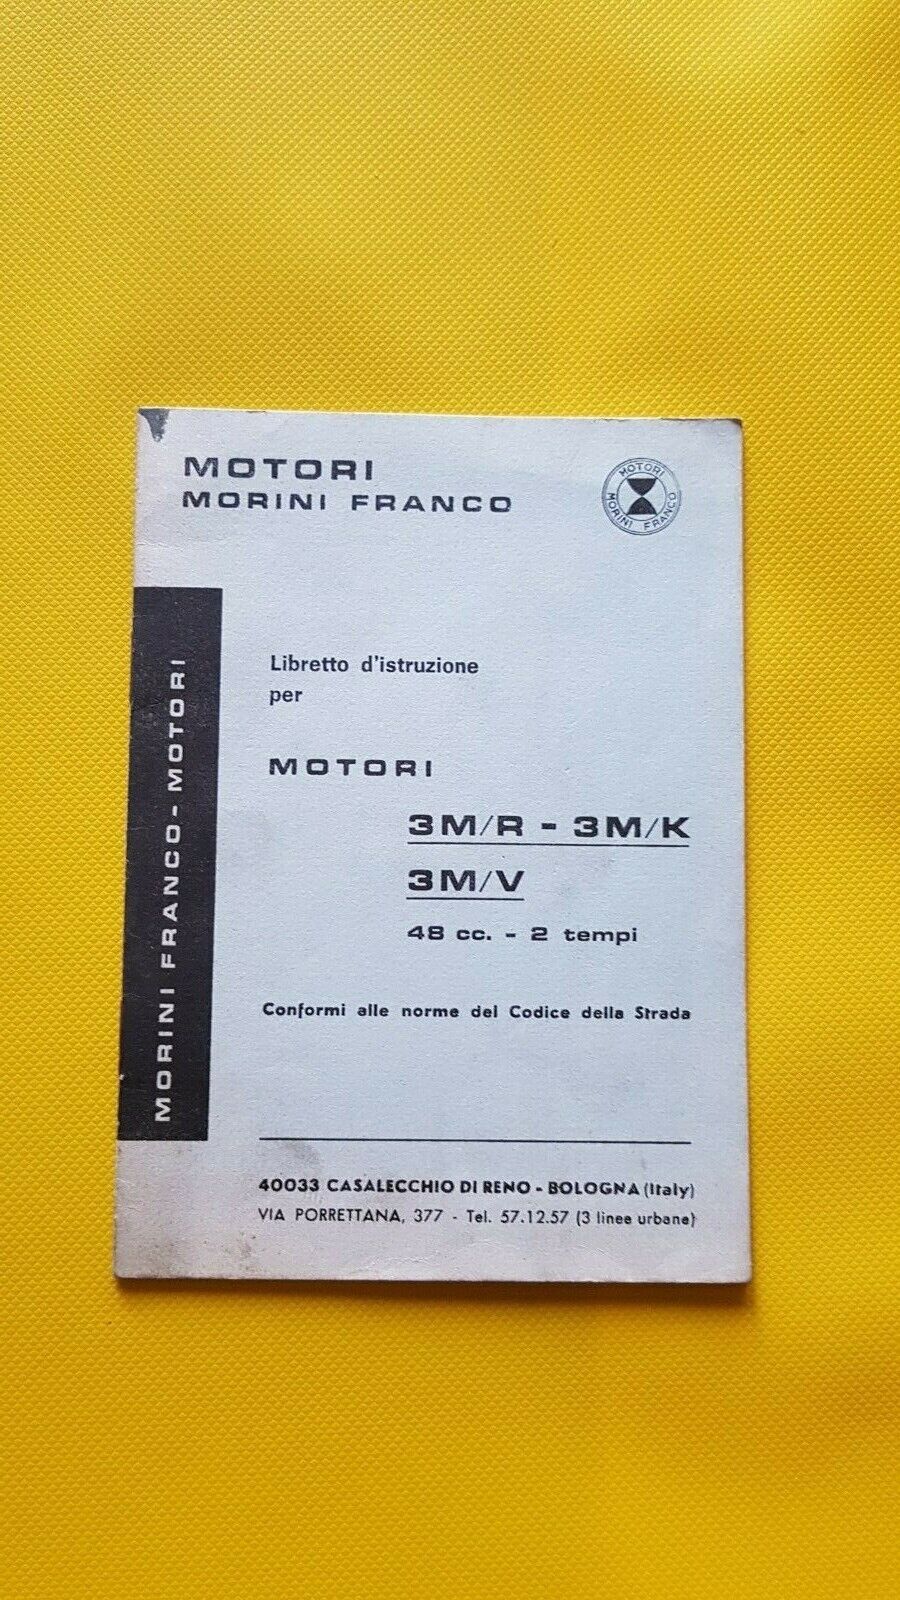 MOTORI
MORINI FRANCO
MOTORI
MORINI FRANCO
MORINI FRANCO - MOTORI
Libretto d'istruzione
per
MOTORI
3M/R - 3M/K
3M/V
48 cc. - 2 tempi
Conformi alle norme del Codice della Strada
40033 CASALECCHIO DI RENO - BOLOGNA (Italy)
VIA PORRETTANA, 377 - Tel. 57.12.57 (3 linee urbane)